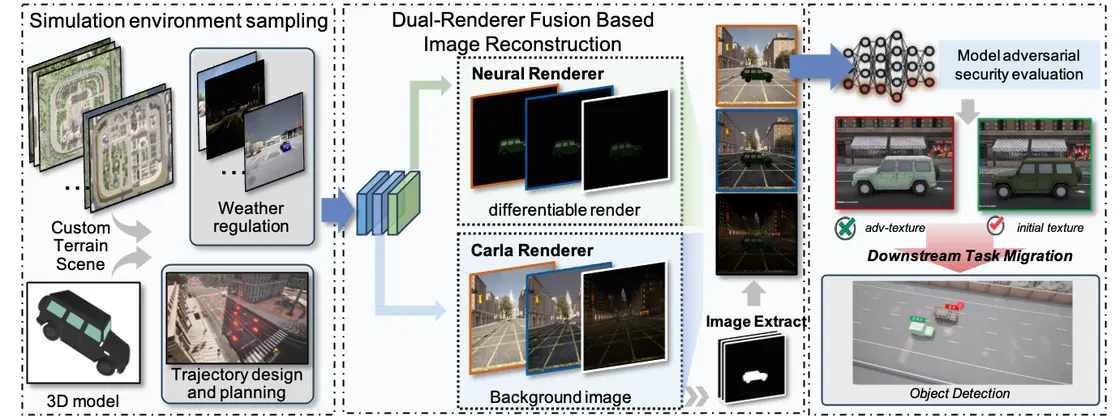 Simulation environment sampling
...
Custom
Terrain
Scene
...
Weather
regulation
3D model
Trajectory design
and planning
Dual-Renderer Fusion Based
Image Reconstruction
Neural Renderer
differentiable render
Carla Renderer
Background image
Image Extract
Model adversarial
security evaluation
adv-texture
initial texture
Downstream Task Migration
Object Detection